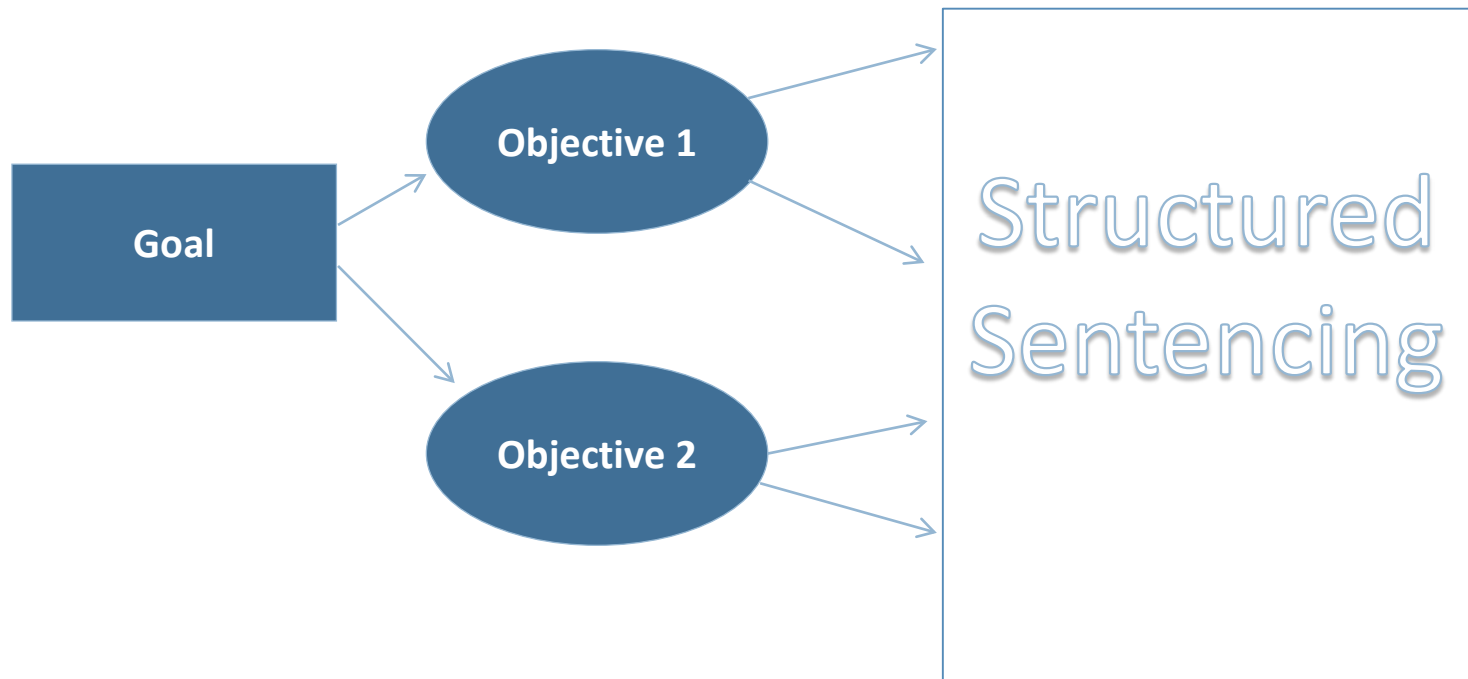 Goal
Objective 1
Objective 2
Structured
Sentencing